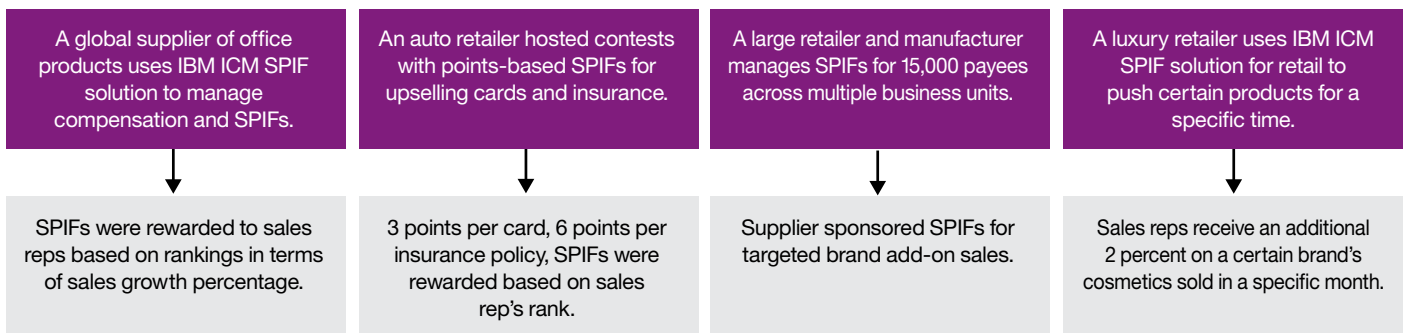 A global supplier of office
products uses IBM ICM SPIF
solution to manage
compensation and SPIFs.
An auto retailer hosted contests
with points-based SPIFs for
upselling cards and insurance.
A large retailer and manufacturer
manages SPIFs for 15,000 payees
across multiple business units.
A luxury retailer uses IBM ICM
SPIF solution for retail to
push certain products for a
specific time.
SPIFs were rewarded to sales
reps based on rankings in terms
of sales growth percentage.
3 points per card, 6 points per
insurance policy, SPIFs were
rewarded based on sales
rep’s rank.
Supplier sponsored SPIFs for
targeted brand add-on sales.
Sales reps receive an additional
2 percent on a certain brand’s
cosmetics sold in a specific month.